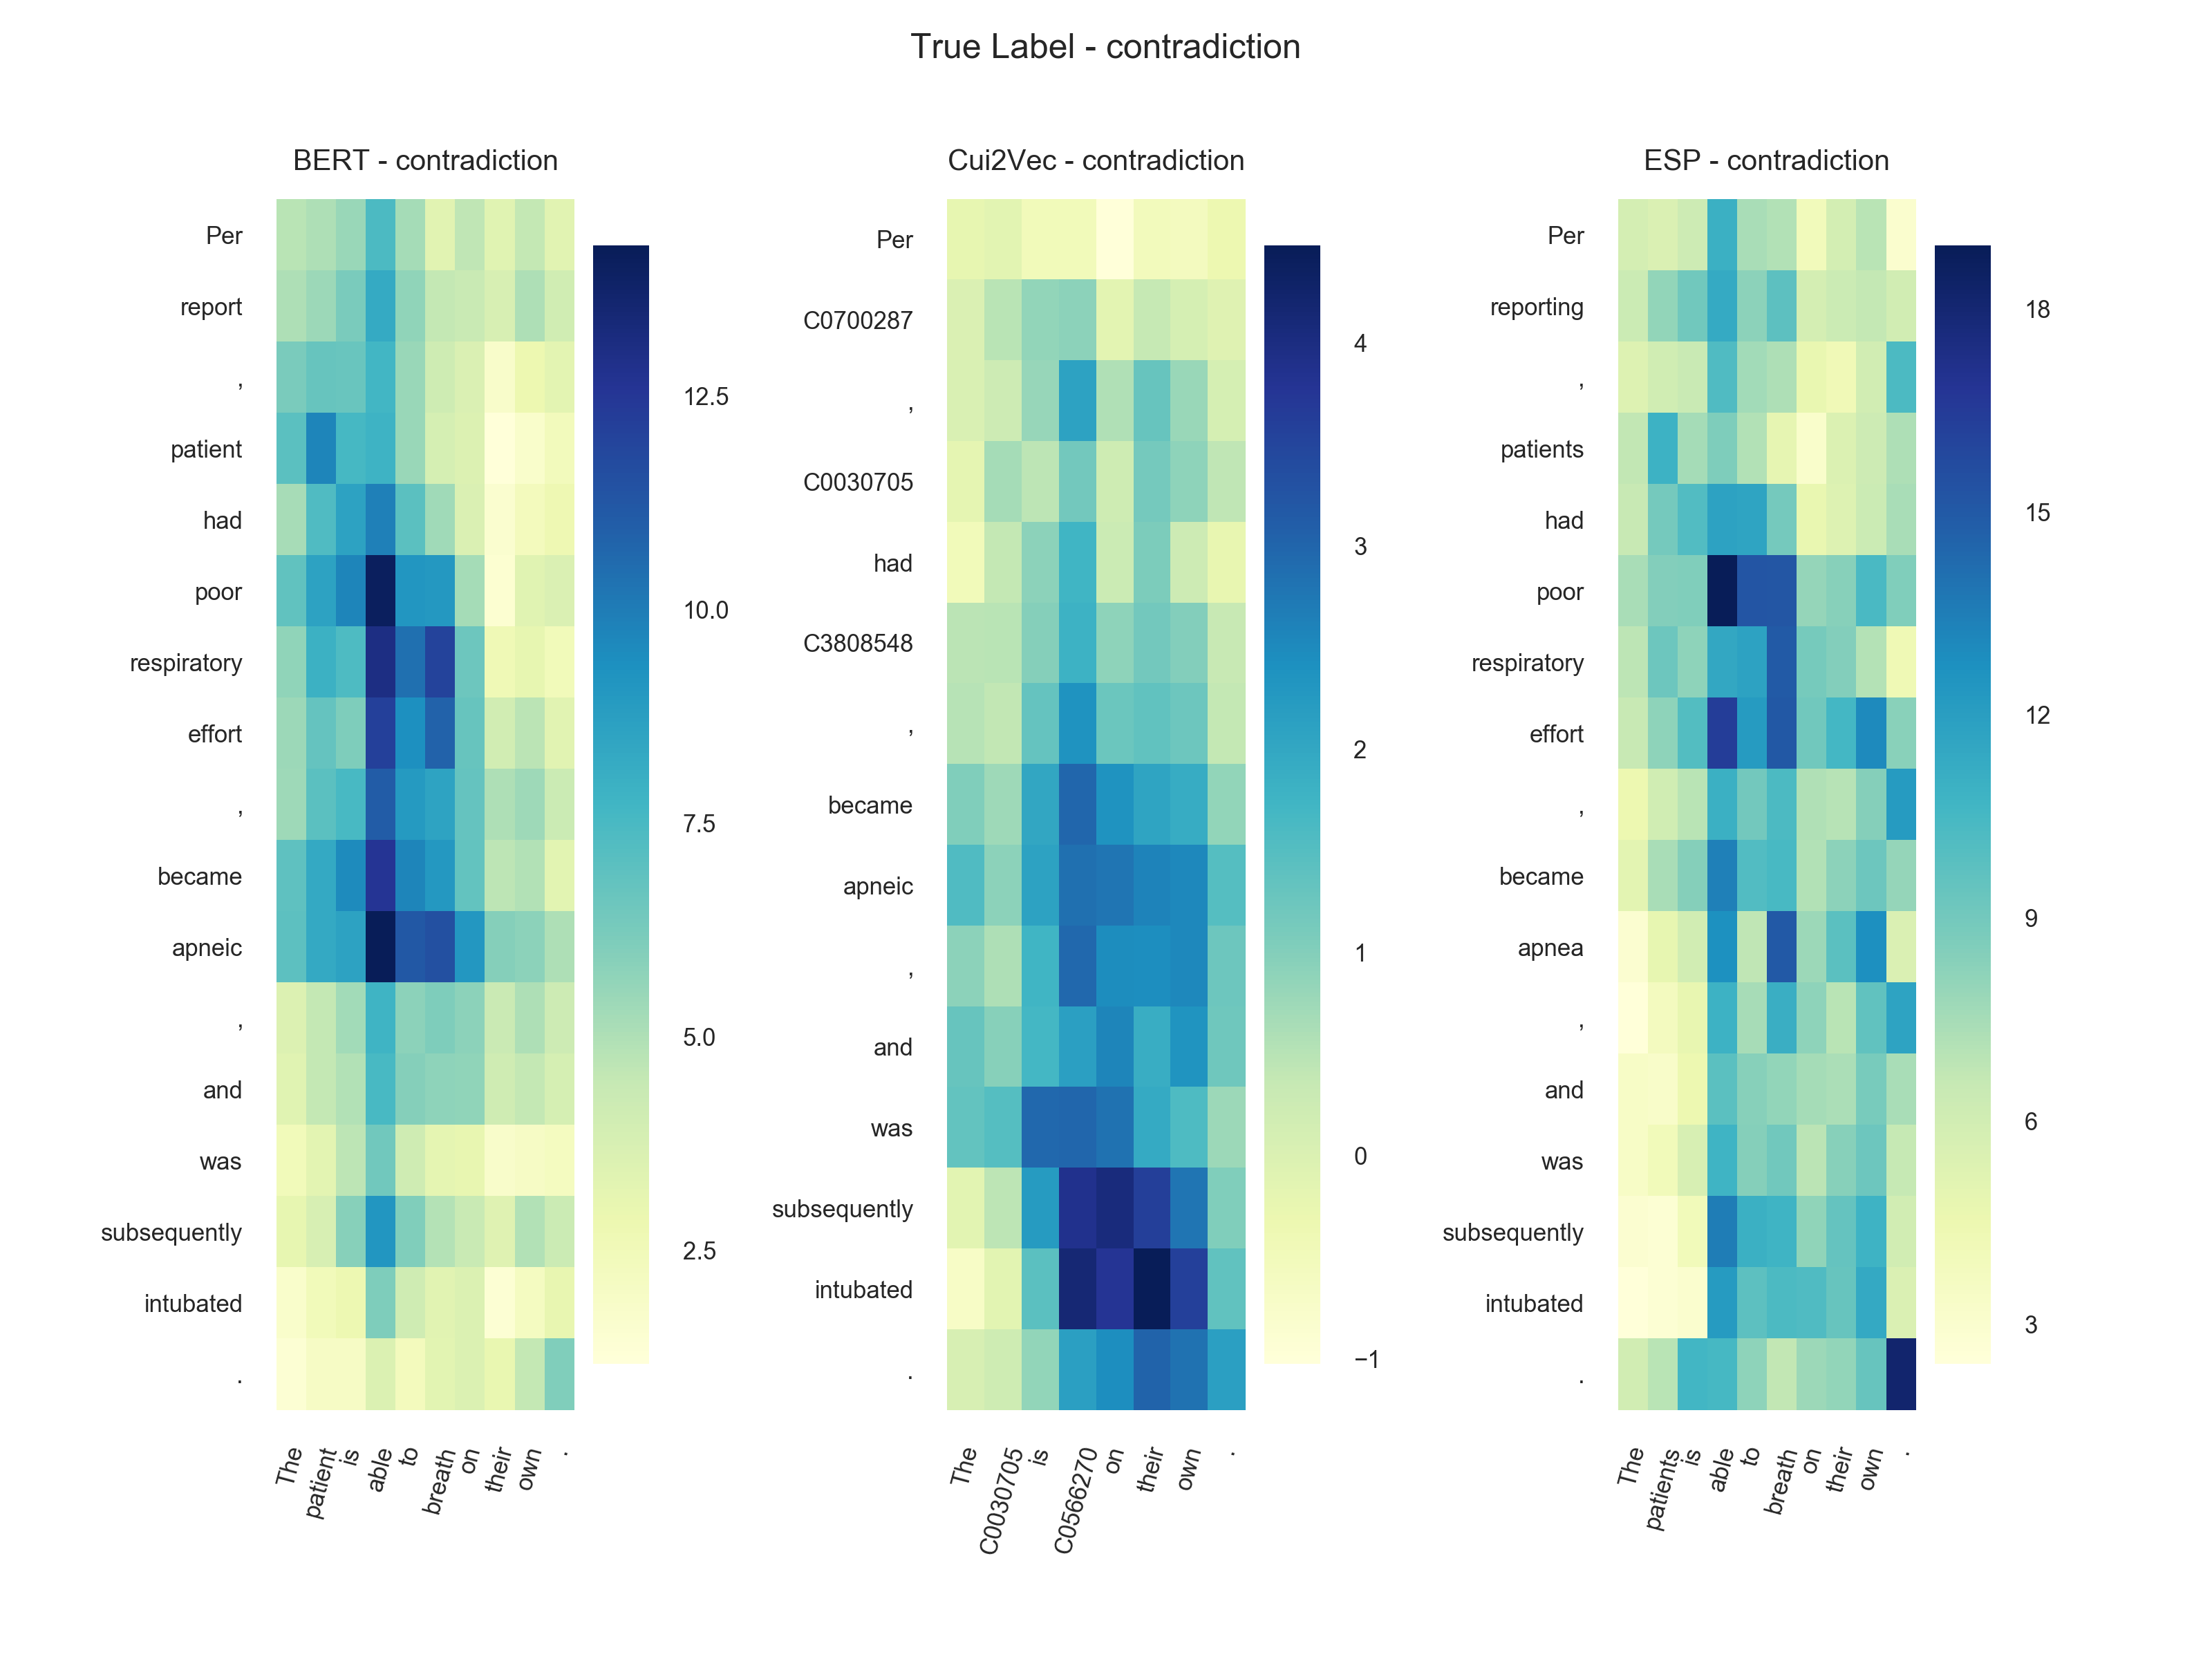 True Label - contradiction
BERT - contradiction
Per
report
,
patient
had
poor
respiratory
effort
,
became
apneic
,
and
was
subsequently
intubated
.
The
patient
is
able
to
breath
on
their
own
.
12.5
10.0
7.5
5.0
2.5
Cui2Vec - contradiction
Per
C0700287
,
C0030705
had
C3808548
,
became
apneic
,
and
was
subsequently
intubated
.
The
C0030705
is
C0566270
on
their
own
.
4
3
2
1
0
−1
ESP - contradiction
Per
reporting
,
patients
had
poor
respiratory
effort
,
became
apnea
,
and
was
subsequently
intubated
.
The
patients
is
able
to
breath
on
their
own
.
18
15
12
9
6
3